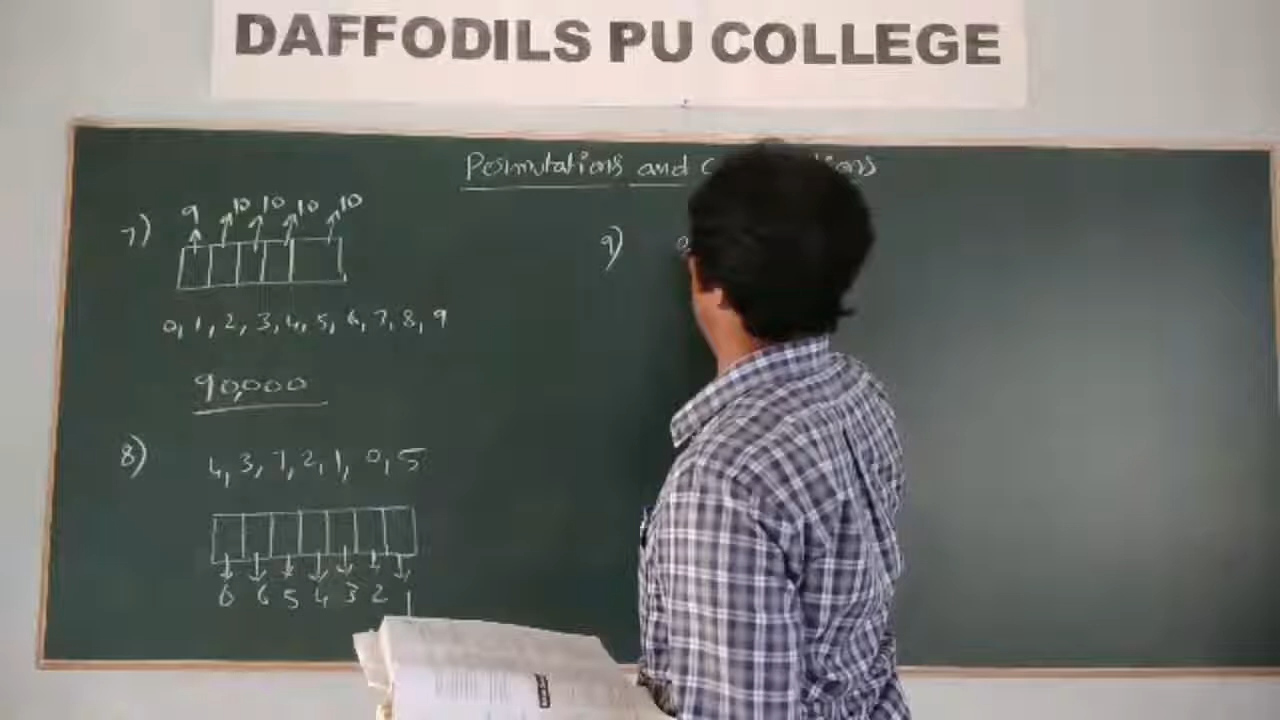 DAFFODILS PU COLLEGE
Permutations and
7)
9 10 10 10 10
0, 1, 2, 3, 4, 5, 6, 7, 8, 9
90,000
8)
4, 3, 7, 2, 1, 0, 5
6 6 5 4 3 2 1
9)